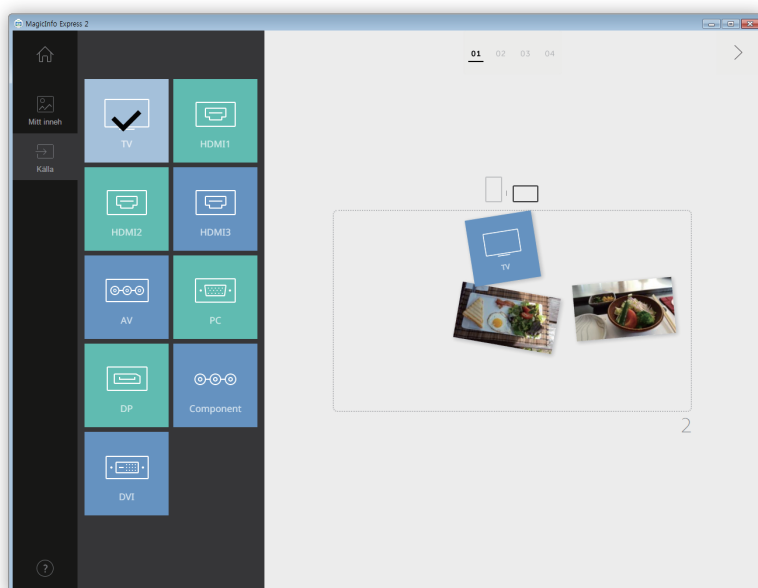 MagicInfo Express 2
01 02 03 04
Mitt inneh
Källa
TV
HDMI1
HDMI2
HDMI3
AV
PC
DP
Component
DVI
TV
2
?